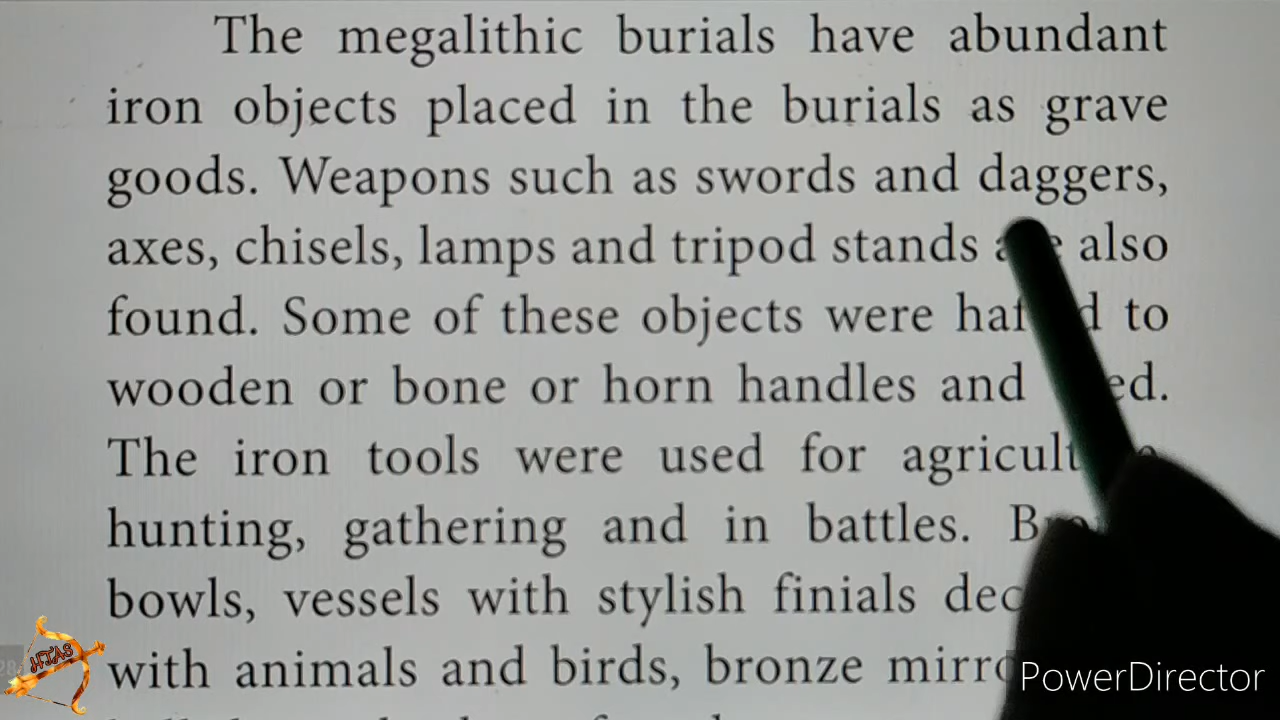 The megalithic burials have abundant
iron objects placed in the burials as grave
goods. Weapons such as swords and daggers,
axes, chisels, lamps and tripod stands also
found. Some of these objects were to
wooden or bone or horn handles and
The iron tools were used for
hunting, gathering and in battles.
bowls, vessels with stylish finials
with animals and birds, bronze
HTAS
PowerDirector